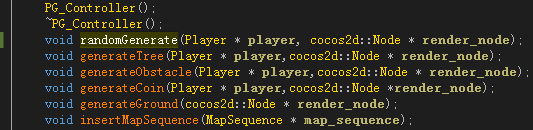 PG_Controller();
~PG_Controller();
void randomGenerate(Player * player, cocos2d::Node * render_node);
void generateTree(Player * player,cocos2d::Node * render_node);
void generateObstacle(Player * player,cocos2d::Node * render_node);
void generateCoin(Player * player,cocos2d::Node *render_node);
void generateGround(cocos2d::Node * render_node);
void insertMapSequence(MapSequence * map_sequence);